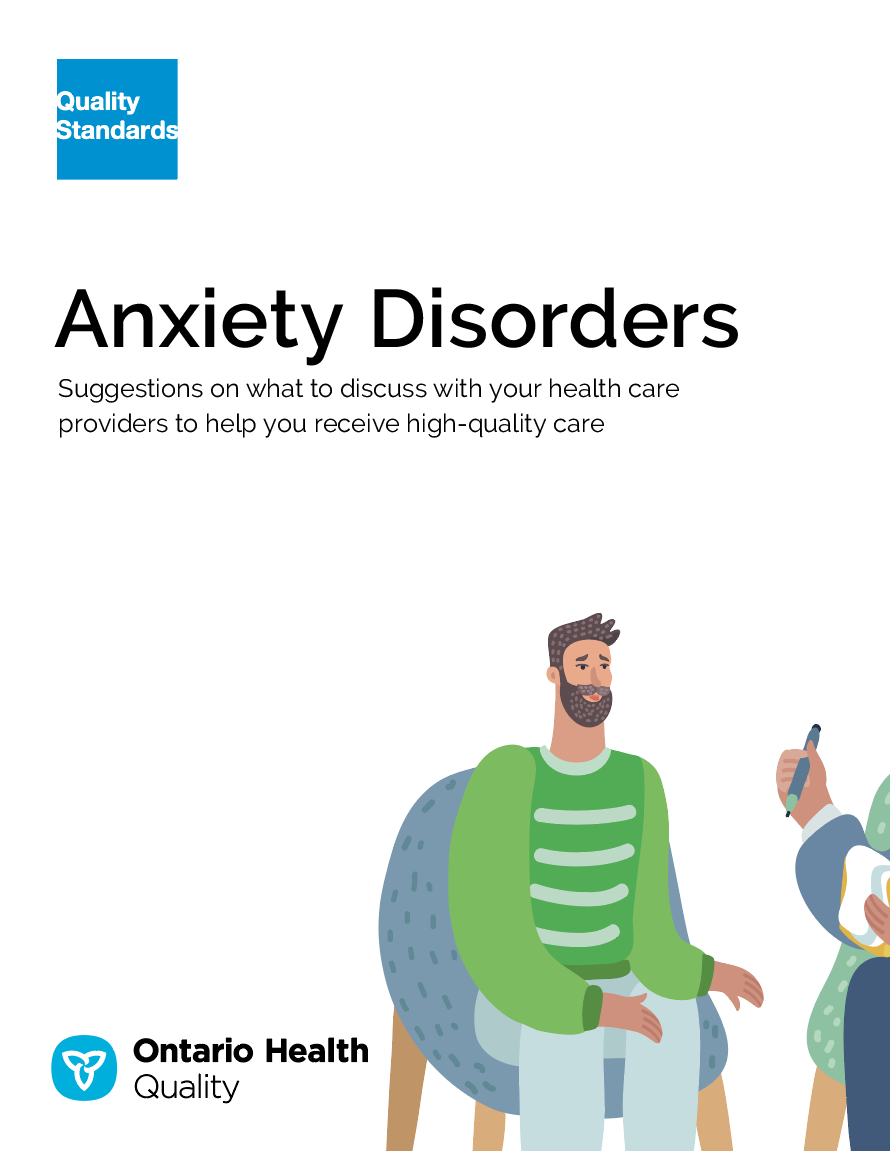 Quality
Standards
Anxiety Disorders
Suggestions on what to discuss with your health care
providers to help you receive high-quality care
Ontario Health
Quality